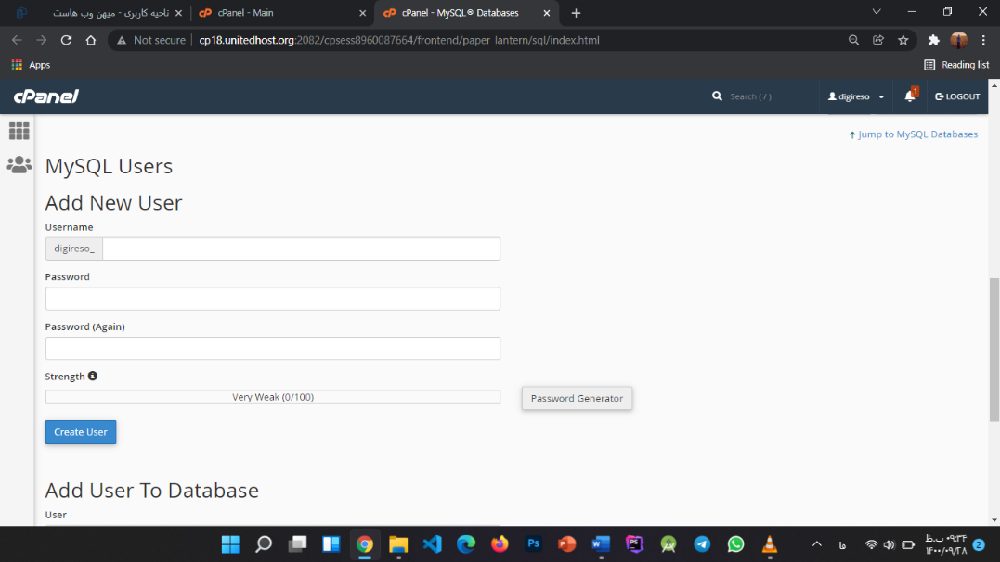 ناحیه کاربری - میهن وب هاست
cPanel - Main
cPanel - MySQL® Databases
Not secure
cp18.unitedhost.org:2082/cpsess8960087664/frontend/paper_lantern/sql/index.html
Apps
Reading list
cPanel
Search ( / )
digireso
1
LOGOUT
Jump to MySQL Databases
MySQL Users
Add New User
Username
digireso_
Password
Password (Again)
Strength
Very Weak (0/100)
Password Generator
Create User
Add User To Database
User
فا
۰۹:۳۴ ب.ظ
۱۴۰۰/۰۹/۲۸
2